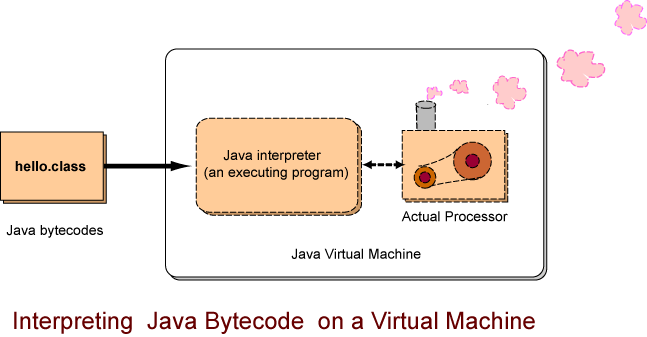 hello.class
Java bytecodes
Java interpreter
(an executing program)
Actual Processor
Java Virtual Machine
Interpreting Java Bytecode on a Virtual Machine